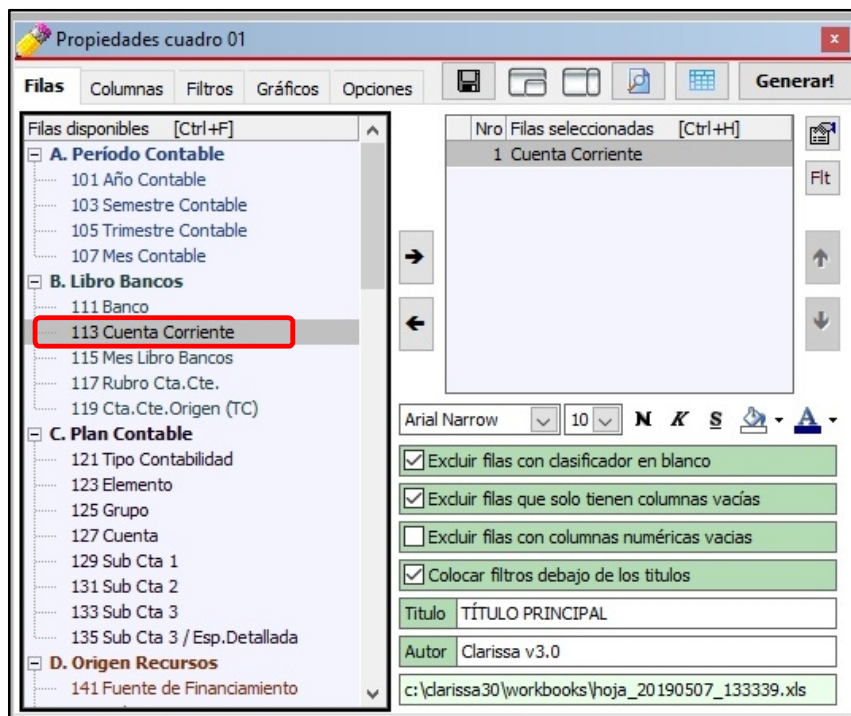 Propiedades cuadro 01
x
Filas Columnas Filtros Gráficos Opciones Generar!
Filas disponibles [Ctrl+F]
A. Período Contable
101 Año Contable
103 Semestre Contable
105 Trimestre Contable
107 Mes Contable
B. Libro Bancos
111 Banco
113 Cuenta Corriente
115 Mes Libro Bancos
117 Rubro Cta.Cte.
119 Cta.Cte.Origen (TC)
C. Plan Contable
121 Tipo Contabilidad
123 Elemento
125 Grupo
127 Cuenta
129 Sub Cta 1
131 Sub Cta 2
133 Sub Cta 3
135 Sub Cta 3 / Esp.Detallada
D. Origen Recursos
141 Fuente de Financiamiento
Nro Filas seleccionadas [Ctrl+H]
1 Cuenta Corriente
Flt
Arial Narrow 10 N K S A
Excluir filas con clasificador en blanco
Excluir filas que solo tienen columnas vacías
Excluir filas con columnas numéricas vacias
Colocar filtros debajo de los titulos
Titulo TÍTULO PRINCIPAL
Autor Clarissa v3.0
c:\clarissa30\workbooks\hoja_20190507_133339.xls